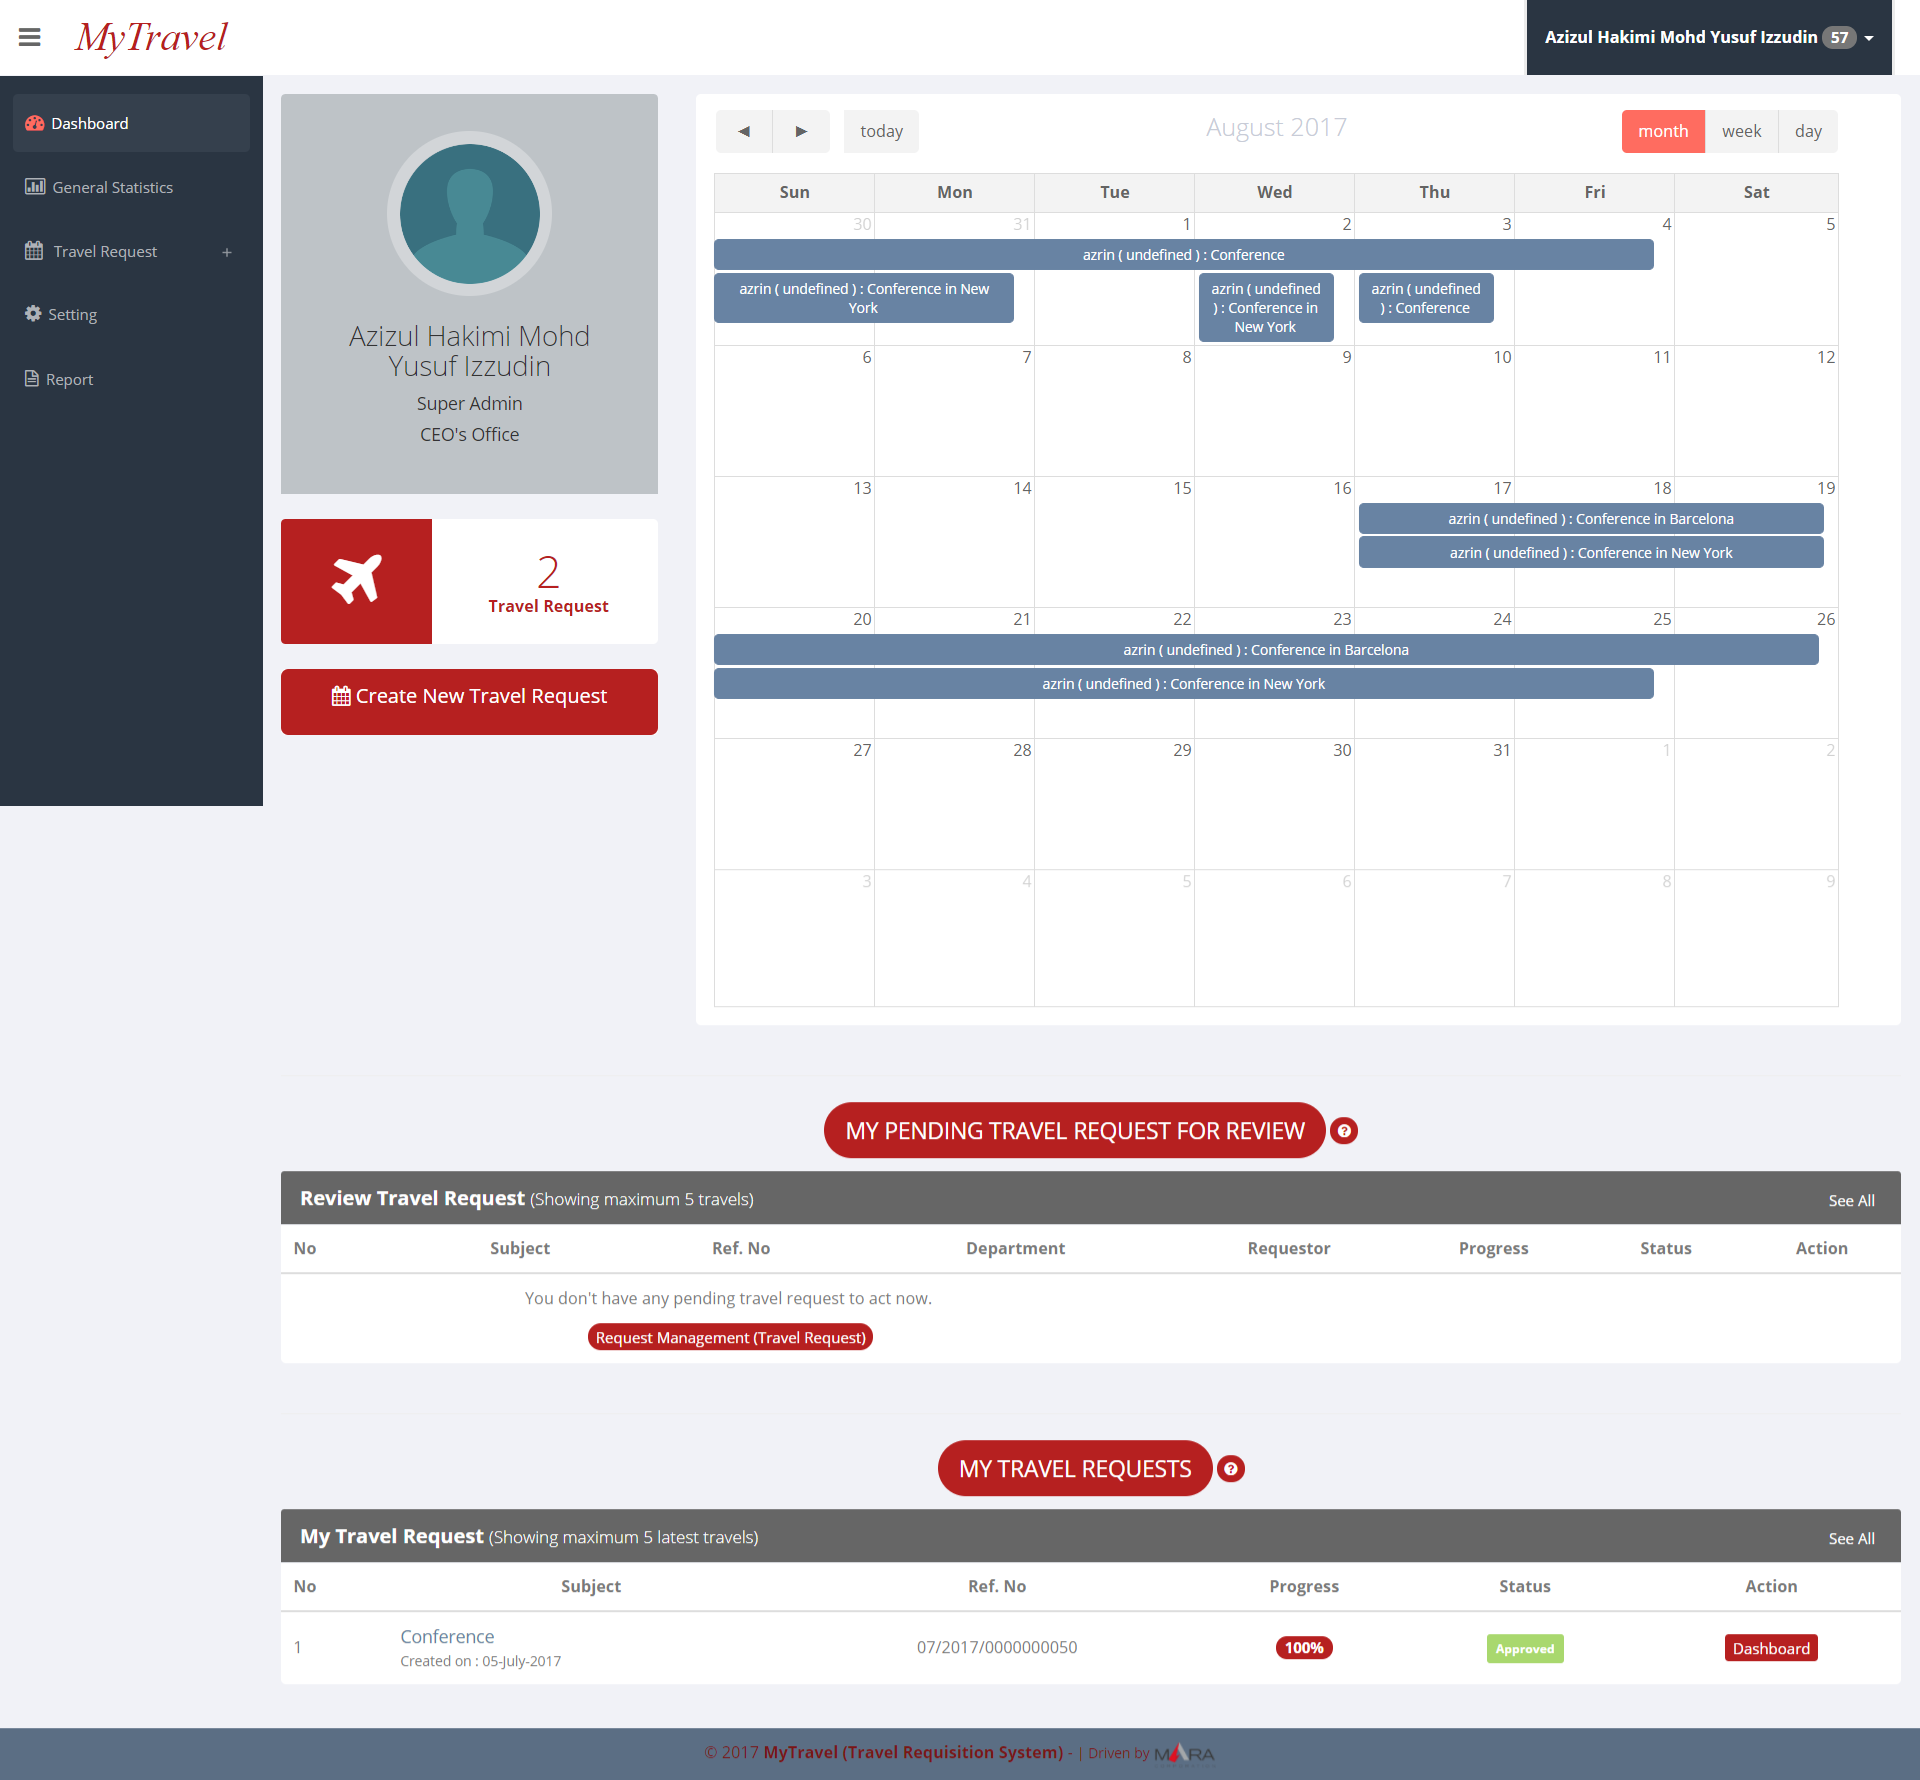 MyTravel
Azizul Hakimi Mohd Yusuf Izzudin 57
Dashboard
General Statistics
Travel Request +
Setting
Report
Azizul Hakimi Mohd
Yusuf Izzudin
Super Admin
CEO's Office
2
Travel Request
Create New Travel Request
today
August 2017
month week day
Sun Mon Tue Wed Thu Fri Sat
30 31 1 2 3 4 5
azrin ( undefined ) : Conference
azrin ( undefined ) : Conference in New
York
azrin ( undefined
) : Conference in
New York
azrin ( undefined
) : Conference
6 7 8 9 10 11 12
13 14 15 16 17 18 19
azrin ( undefined ) : Conference in Barcelona
azrin ( undefined ) : Conference in New York
20 21 22 23 24 25 26
azrin ( undefined ) : Conference in Barcelona
azrin ( undefined ) : Conference in New York
27 28 29 30 31 1 2
3 4 5 6 7 8 9
MY PENDING TRAVEL REQUEST FOR REVIEW ?
Review Travel Request (Showing maximum 5 travels) See All
No Subject Ref. No Department Requestor Progress Status Action
You don't have any pending travel request to act now.
Request Management (Travel Request)
MY TRAVEL REQUESTS ?
My Travel Request (Showing maximum 5 latest travels) See All
No Subject Ref. No Progress Status Action
1 Conference 07/2017/0000000050 100% Approved Dashboard
Created on : 05-July-2017
© 2017 MyTravel (Travel Requisition System) - | Driven by MARA